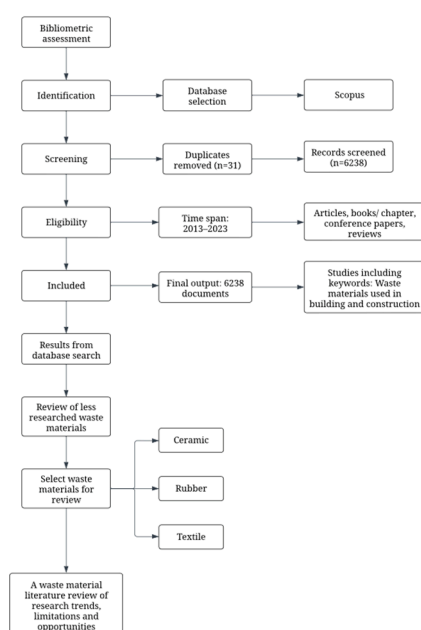 Bibliometric
assessment
Identification
Database
selection
Scopus
Screening
Duplicates
removed (n=31)
Records screened
(n=6238)
Eligibility
Time span:
2013–2023
Articles, books/ chapter,
conference papers,
reviews
Included
Final output: 6238
documents
Studies including
keywords: Waste
materials used in
building and construction
Results from
database search
Review of less
researched waste
materials
Select waste
materials for
review
Ceramic
Rubber
Textile
A waste material
literature review of
research trends,
limitations and
opportunities